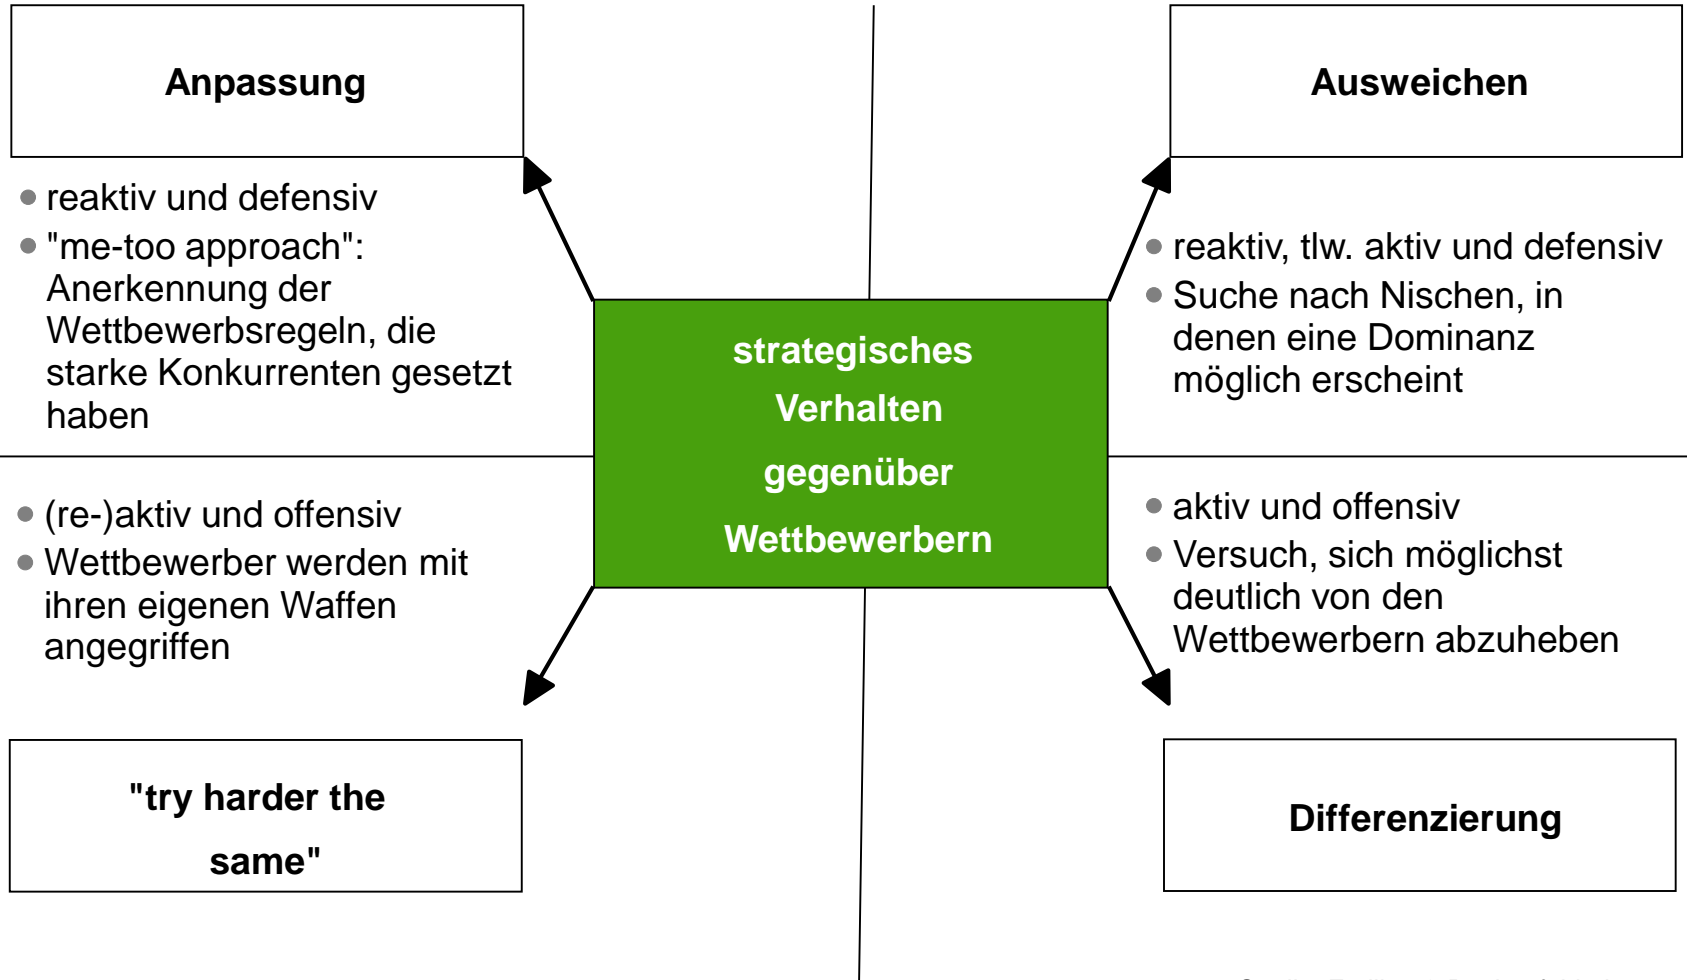 Anpassung
• reaktiv und defensiv
• "me-too approach":
Anerkennung der
Wettbewerbsregeln, die
starke Konkurrenten gesetzt
haben
Ausweichen
• reaktiv, tlw. aktiv und defensiv
• Suche nach Nischen, in
denen eine Dominanz
möglich erscheint
strategisches
Verhalten
gegenüber
Wettbewerbern
• (re-)aktiv und offensiv
• Wettbewerber werden mit
ihren eigenen Waffen
angegriffen
"try harder the
same"
• aktiv und offensiv
• Versuch, sich möglichst
deutlich von den
Wettbewerbern abzuheben
Differenzierung